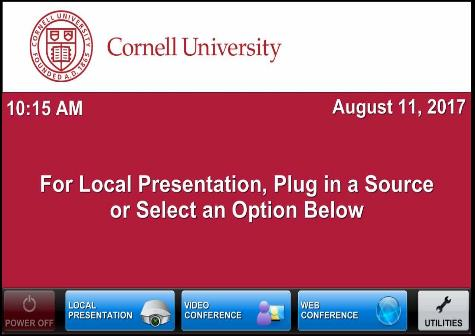 CORNELL UNIVERSITY
FOUNDED A.D. 1865
Cornell University
10:15 AM
August 11, 2017
For Local Presentation, Plug in a Source
or Select an Option Below
POWER OFF
LOCAL
PRESENTATION
VIDEO
CONFERENCE
WEB
CONFERENCE
UTILITIES